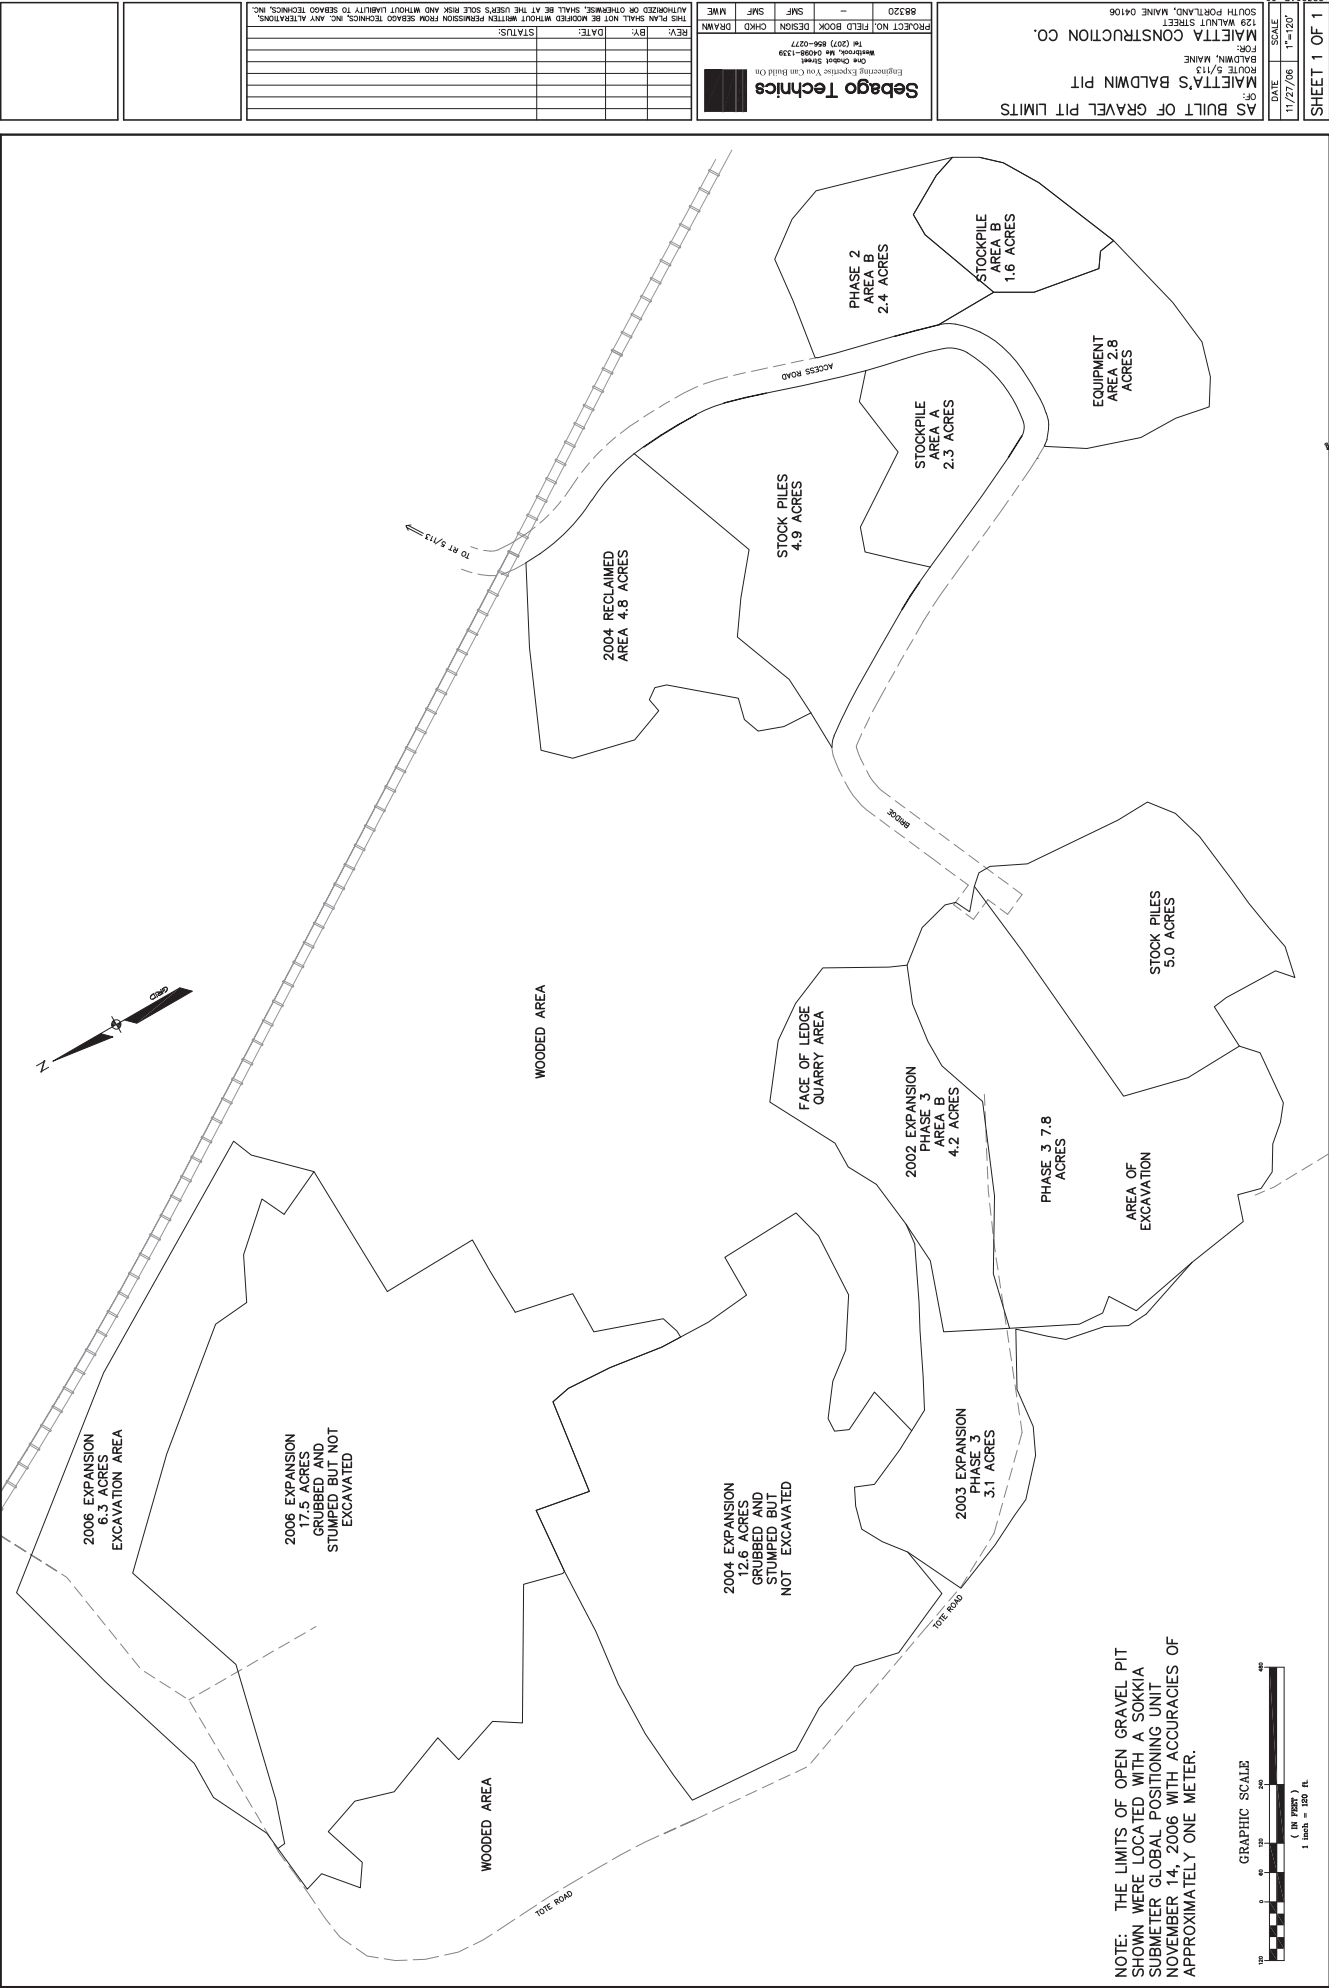 SHEET 1 OF 1
DATE
11/27/06
SCALE
1"=120'
AS BUILT OF GRAVEL PIT LIMITS
OF:
MAIETTA'S BALDWIN PIT
ROUTE 5/113
BALDWIN, MAINE
FOR:
MAIETTA CONSTRUCTION CO.
129 WALNUT STREET
SOUTH PORTLAND, MAINE 04106
Sebago Technics
Engineering Expertise You Can Build On
One Chabot Street
Westbrook, Me 04098-1339
Tel (207) 856-0277
PROJECT NO. FIELD BOOK DESIGN CHKD DRAWN
88320 - SMF SMF MWE
REV: BY: DATE: STATUS:
THIS PLAN SHALL NOT BE MODIFIED WITHOUT WRITTEN PERMISSION FROM SEBAGO TECHNICS, INC. ANY ALTERATIONS,
AUTHORIZED OR OTHERWISE, SHALL BE AT THE USER'S SOLE RISK AND WITHOUT LIABILITY TO SEBAGO TECHNICS, INC.
PHASE 2
AREA B
2.4 ACRES
STOCKPILE
AREA B
1.6 ACRES
EQUIPMENT
AREA 2.8
ACRES
ACCESS ROAD
STOCKPILE
AREA A
2.3 ACRES
STOCK PILES
4.9 ACRES
TO RT 5/113
2004 RECLAIMED
AREA 4.8 ACRES
BRIDGE
STOCK PILES
5.0 ACRES
WOODED AREA
GRID
N
FACE OF LEDGE
QUARRY AREA
2002 EXPANSION
PHASE 3
AREA B
4.2 ACRES
PHASE 3 7.8
ACRES
AREA OF
EXCAVATION
2006 EXPANSION
6.3 ACRES
EXCAVATION AREA
2006 EXPANSION
17.5 ACRES
GRUBBED AND
STUMPED BUT NOT
EXCAVATED
2004 EXPANSION
12.6 ACRES
GRUBBED AND
STUMPED BUT
NOT EXCAVATED
2003 EXPANSION
PHASE 3
3.1 ACRES
TOTE ROAD
WOODED AREA
TOTE ROAD
NOTE: THE LIMITS OF OPEN GRAVEL PIT
SHOWN WERE LOCATED WITH A SOKKIA
SUBMETER GLOBAL POSITIONING UNIT
NOVEMBER 14, 2006 WITH ACCURACIES OF
APPROXIMATELY ONE METER.
GRAPHIC SCALE
120 0 60 120 240 480
( IN FEET )
1 inch = 120 ft.